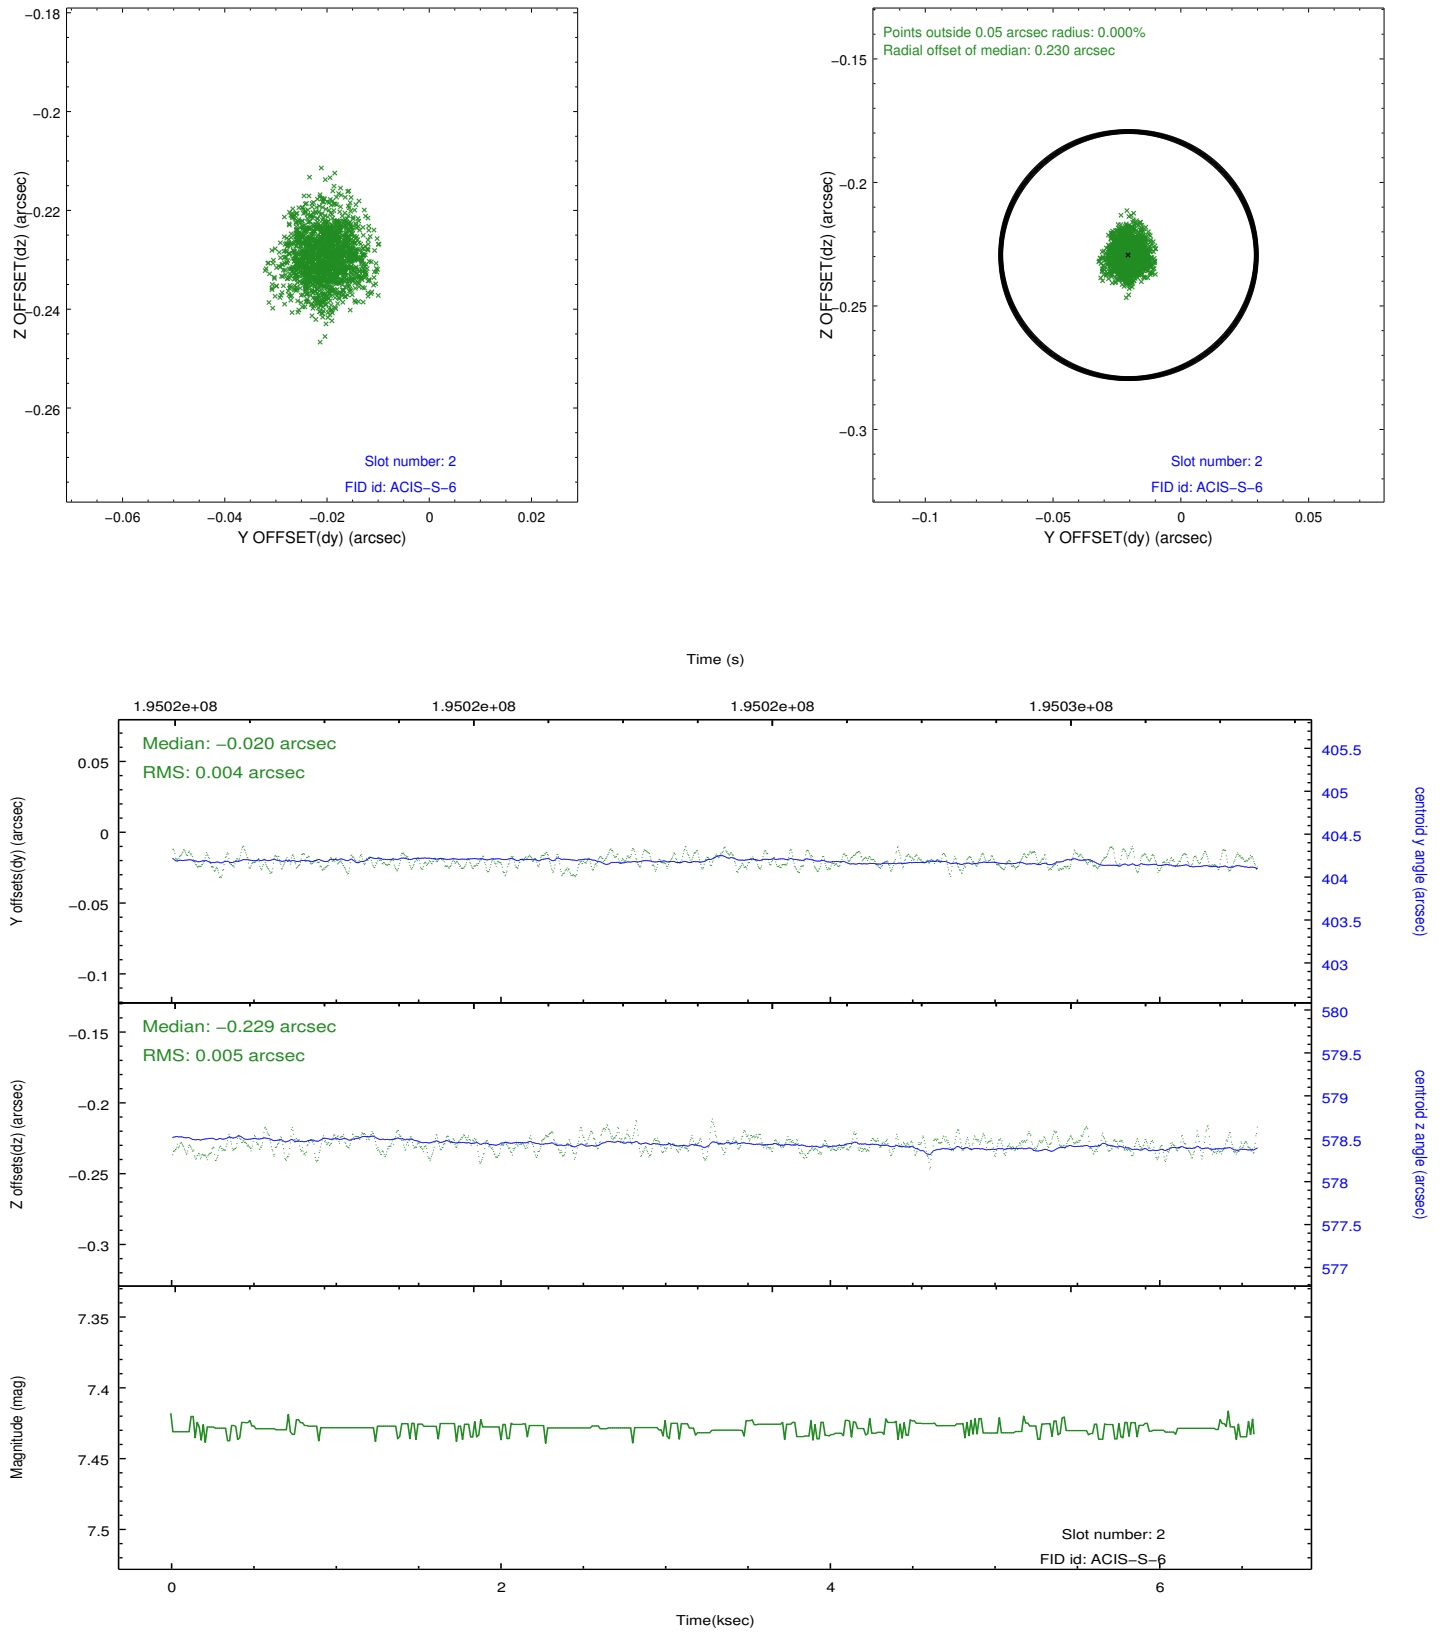 −0.18
−0.2
−0.22
−0.24
−0.26
Z OFFSET(dz) (arcsec)
Slot number: 2
FID id: ACIS−S−6
−0.06 −0.04 −0.02 0 0.02
Y OFFSET(dy) (arcsec)
Points outside 0.05 arcsec radius: 0.000%
Radial offset of median: 0.230 arcsec
−0.15
−0.2
−0.25
−0.3
Z OFFSET(dz) (arcsec)
Slot number: 2
FID id: ACIS−S−6
−0.1 −0.05 0 0.05
Y OFFSET(dy) (arcsec)
Time (s)
1.9502e+08 1.9502e+08 1.9502e+08 1.9503e+08
Median: −0.020 arcsec
RMS: 0.004 arcsec
0.05
0
−0.05
−0.1
Y offsets(dy) (arcsec)
405.5
405
404.5
404
403.5
403
centroid y angle (arcsec)
Median: −0.229 arcsec
RMS: 0.005 arcsec
−0.15
−0.2
−0.25
−0.3
Z offsets(dz) (arcsec)
580
579.5
579
578.5
578
577.5
577
centroid z angle (arcsec)
7.35
7.4
7.45
7.5
Magnitude (mag)
Slot number: 2
FID id: ACIS−S−6
0 2 4 6
Time(ksec)